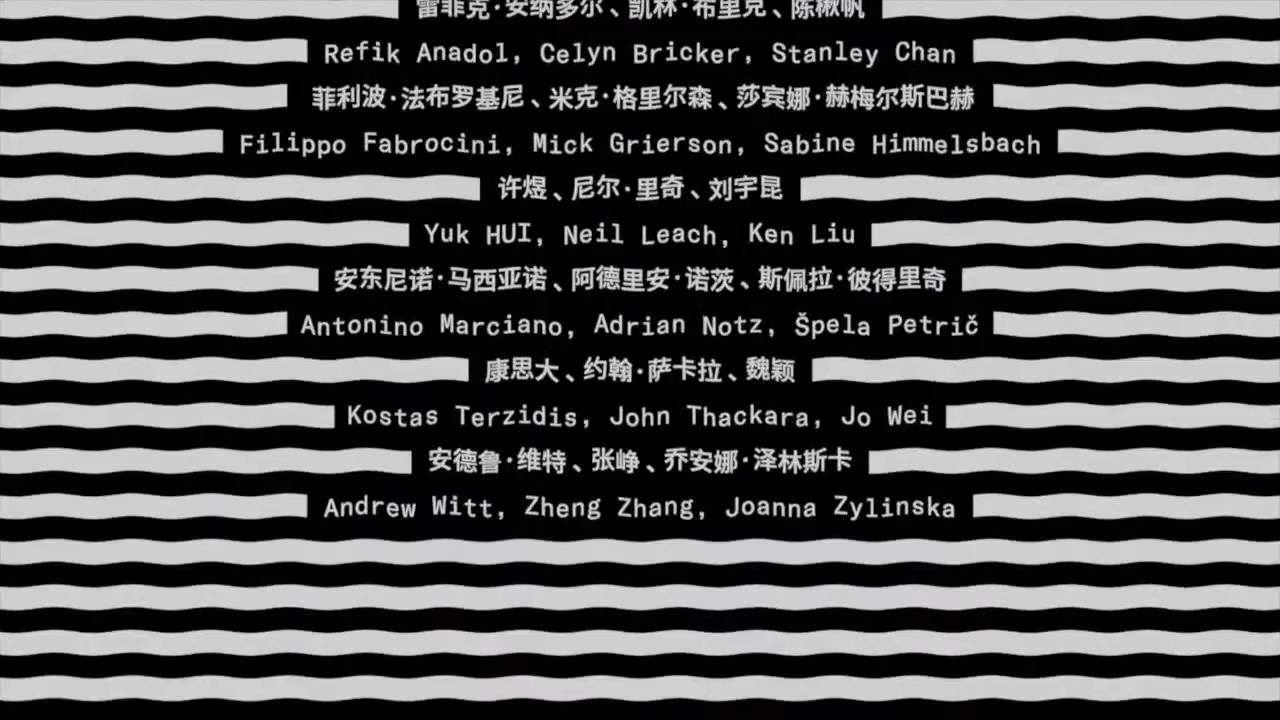 雷菲克·安纳多尔、凯林·布里克、陈楸帆
Refik Anadol, Celyn Bricker, Stanley Chan
菲利波·法布罗基尼、米克·格里尔森、莎宾娜·赫梅尔斯巴赫
Filippo Fabrocini, Mick Grierson, Sabine Himmelsbach
许煜、尼尔·里奇、刘宇昆
Yuk HUI, Neil Leach, Ken Liu
安东尼诺·马西亚诺、阿德里安·诺茨、斯佩拉·彼得里奇
Antonino Marciano, Adrian Notz, Špela Petrič
康思大、约翰·萨卡拉、魏颖
Kostas Terzidis, John Thackara, Jo Wei
安德鲁·维特、张峥、乔安娜·泽林斯卡
Andrew Witt, Zheng Zhang, Joanna Zylinska